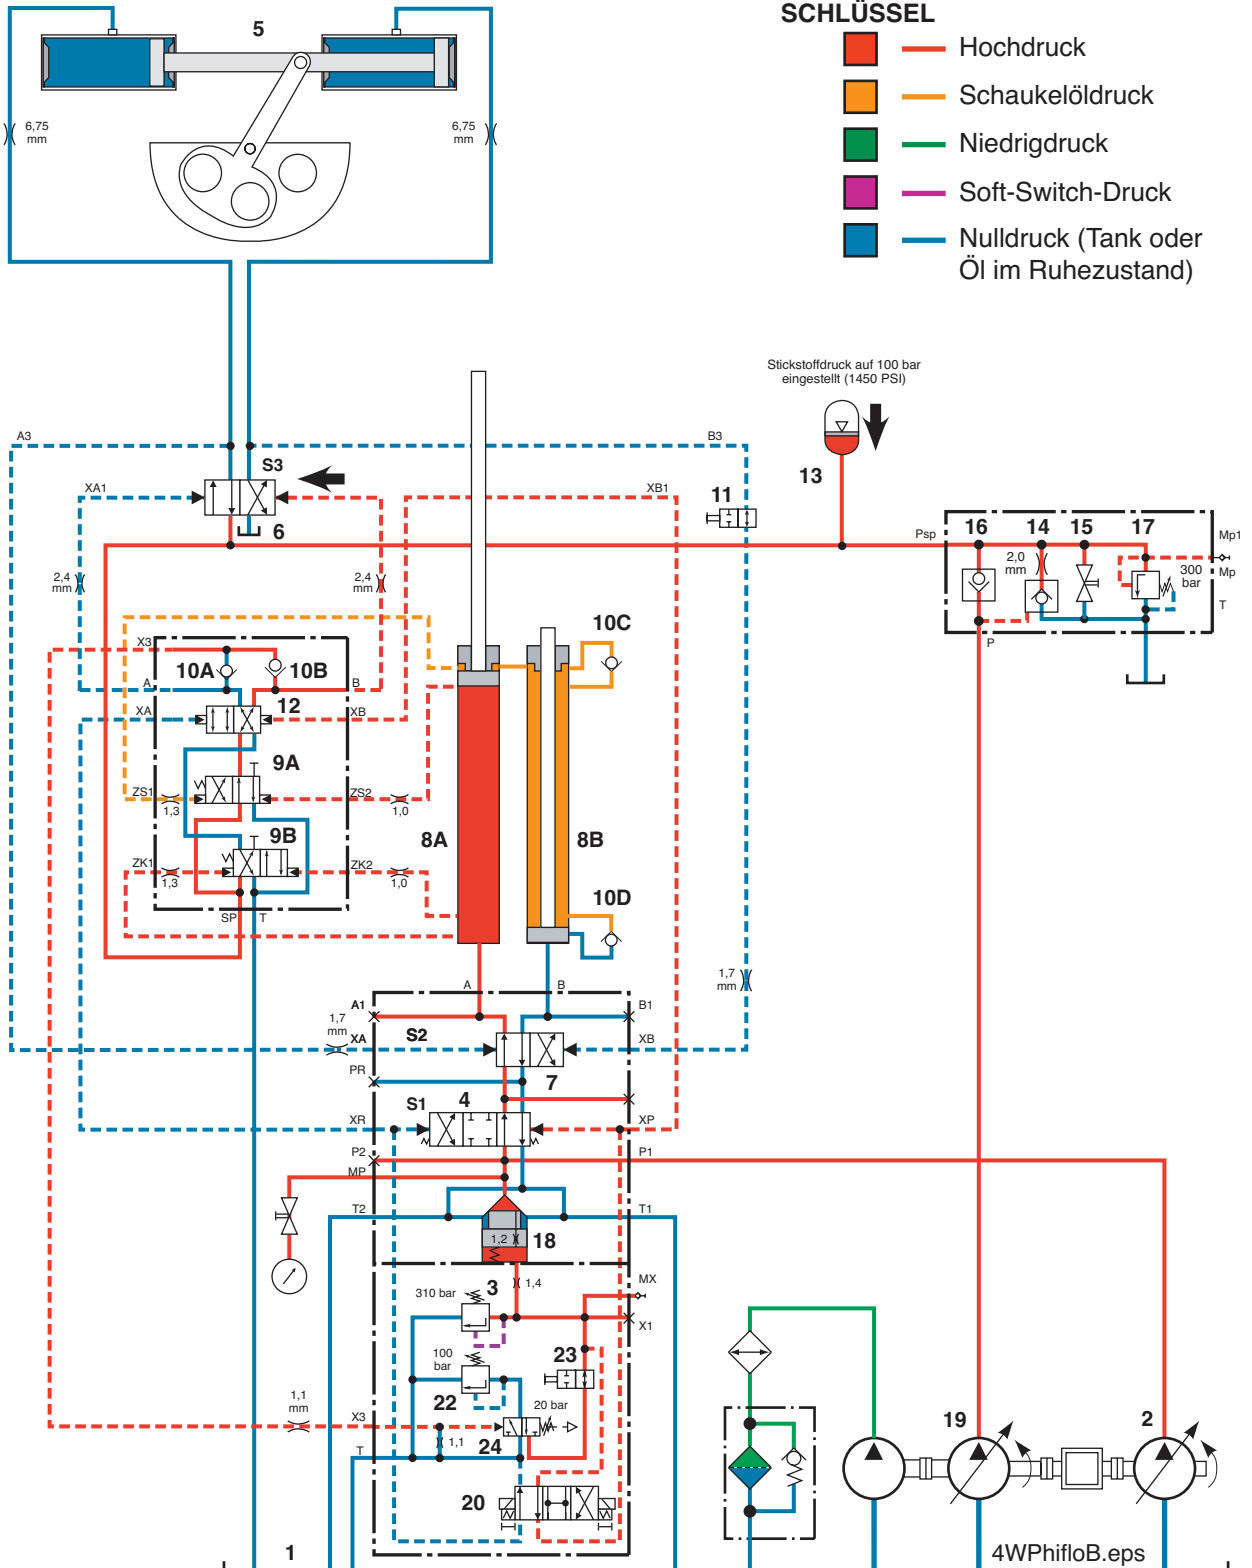 SCHLÜSSEL
Hochdruck
Schaukelöldruck
Niedrigdruck
Soft-Switch-Druck
Nulldruck (Tank oder
Öl im Ruhezustand)
5
6,75
mm
6,75
mm
Stickstoffdruck auf 100 bar
eingestellt (1450 PSI)
13
A3
B3
S3
XA1
XB1
11
6
Psp
16
14
15
17
Mp1
2,0
mm
300
bar
Mp
T
P
2,4
mm
2,4
mm
X3
10A
10B
10C
A
B
12
XA
XB
9A
ZS1
1,3
ZS2
1,0
9B
8A
8B
ZK1
1,3
ZK2
1,0
10D
SP
T
1,7
mm
A
B
A1
B1
1,7
mm
XA
S2
XB
PR
7
4
S1
XR
XP
P2
P1
MP
T2
T1
1,2
18
MX
1,4
310 bar
3
X1
100
bar
23
22
1,1
mm
20 bar
X3
1,1
24
T
19
2
20
1
4WPhifloB.eps